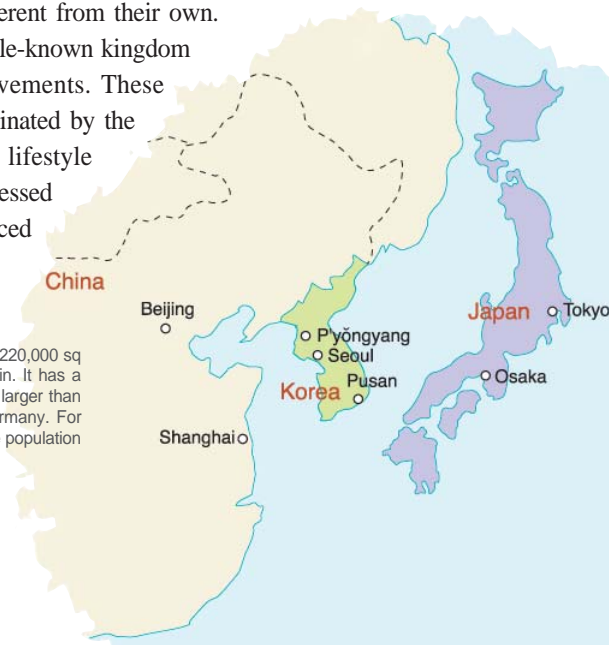 erent from their own.
le-known kingdom
vements. These
inated by the
lifestyle
essed
ced
220,000 sq
in. It has a
larger than
rmany. For
population
China
Beijing
P'yŏngyang
Seoul
Korea
Pusan
Shanghai
Japan
Tokyo
Osaka